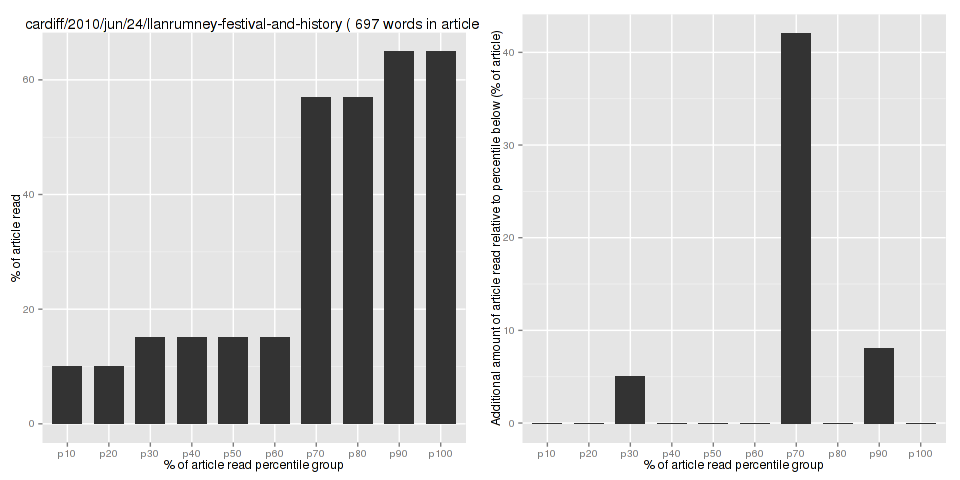 cardiff/2010/jun/24/llanrumney-festival-and-history ( 697 words in article
% of article read
60
40
20
0
p10 p20 p30 p40 p50 p60 p70 p80 p90 p100
% of article read percentile group
Additional amount of article read relative to percentile below (% of article)
40
30
20
10
0
p10 p20 p30 p40 p50 p60 p70 p80 p90 p100
% of article read percentile group